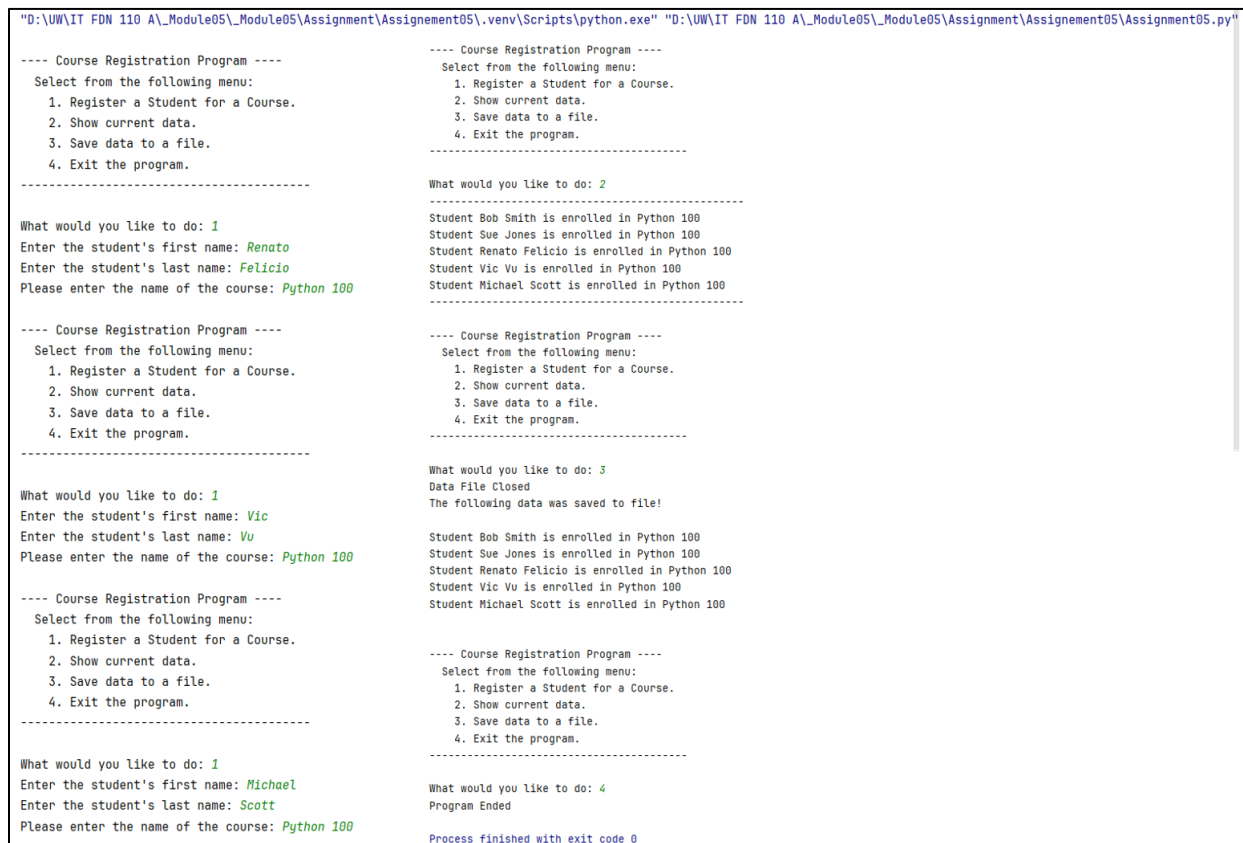 "D:\UW\IT FDN 110 A\_Module05\_Module05\Assignment\Assignement05\.venv\Scripts\python.exe" "D:\UW\IT FDN 110 A\_Module05\_Module05\Assignment\Assignement05\Assignment05.py"
---- Course Registration Program ----
Select from the following menu:
1. Register a Student for a Course.
2. Show current data.
3. Save data to a file.
4. Exit the program.
-----------------------------------------
What would you like to do: 1
Enter the student's first name: Renato
Enter the student's last name: Felicio
Please enter the name of the course: Python 100
---- Course Registration Program ----
Select from the following menu:
1. Register a Student for a Course.
2. Show current data.
3. Save data to a file.
4. Exit the program.
-----------------------------------------
What would you like to do: 1
Enter the student's first name: Vic
Enter the student's last name: Vu
Please enter the name of the course: Python 100
---- Course Registration Program ----
Select from the following menu:
1. Register a Student for a Course.
2. Show current data.
3. Save data to a file.
4. Exit the program.
-----------------------------------------
What would you like to do: 1
Enter the student's first name: Michael
Enter the student's last name: Scott
Please enter the name of the course: Python 100
---- Course Registration Program ----
Select from the following menu:
1. Register a Student for a Course.
2. Show current data.
3. Save data to a file.
4. Exit the program.
-----------------------------------------
What would you like to do: 2
--------------------------------------------------
Student Bob Smith is enrolled in Python 100
Student Sue Jones is enrolled in Python 100
Student Renato Felicio is enrolled in Python 100
Student Vic Vu is enrolled in Python 100
Student Michael Scott is enrolled in Python 100
--------------------------------------------------
---- Course Registration Program ----
Select from the following menu:
1. Register a Student for a Course.
2. Show current data.
3. Save data to a file.
4. Exit the program.
-----------------------------------------
What would you like to do: 3
Data File Closed
The following data was saved to file!
Student Bob Smith is enrolled in Python 100
Student Sue Jones is enrolled in Python 100
Student Renato Felicio is enrolled in Python 100
Student Vic Vu is enrolled in Python 100
Student Michael Scott is enrolled in Python 100
---- Course Registration Program ----
Select from the following menu:
1. Register a Student for a Course.
2. Show current data.
3. Save data to a file.
4. Exit the program.
-----------------------------------------
What would you like to do: 4
Program Ended
Process finished with exit code 0